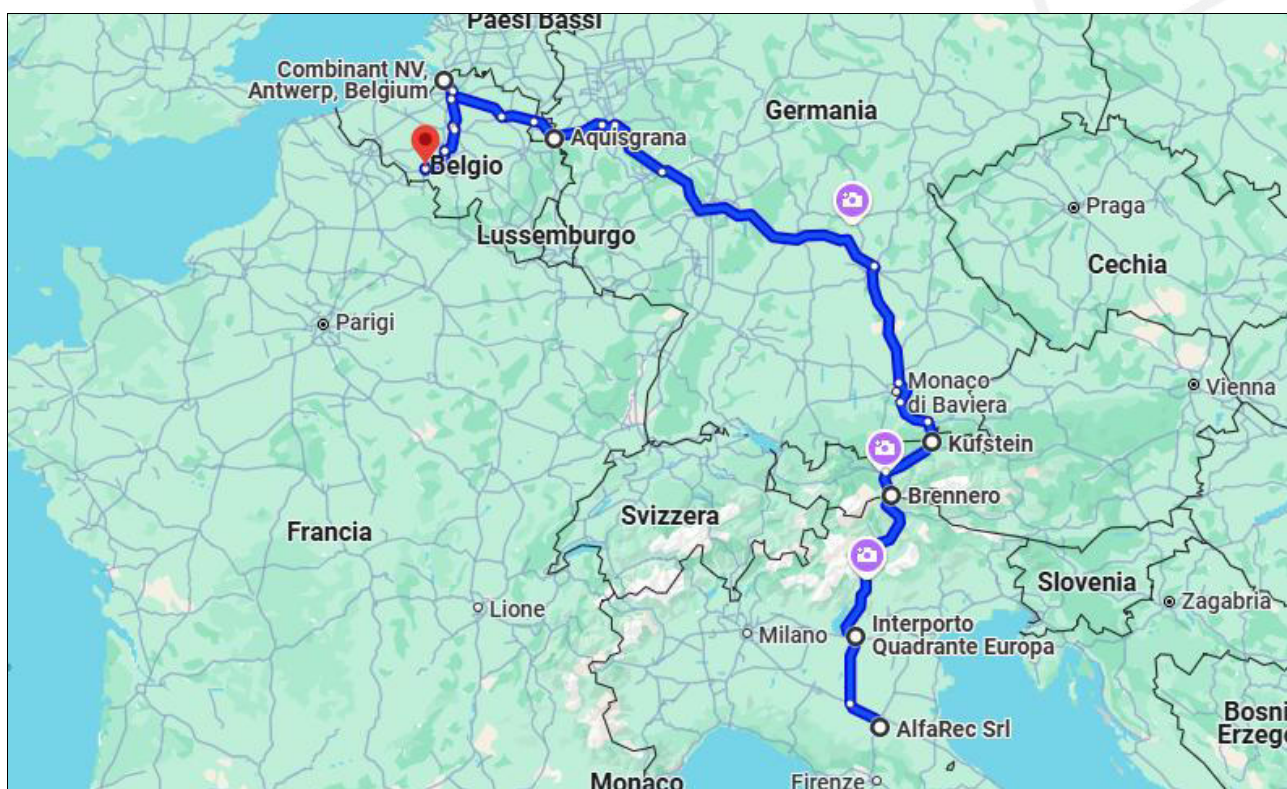 Paesi Bassi
Combinant NV,
Antwerp, Belgium
Germania
Aquisgrana
Belgio
Praga
Lussemburgo
Cechia
Parigi
Monaco
di Baviera
Vienna
Kufstein
Brennero
Francia
Svizzera
Slovenia
Lione
Zagabria
Milano
Interporto
Quadrante Europa
AlfaRec Srl
Bosni
Erzego
Monaco
Firenze